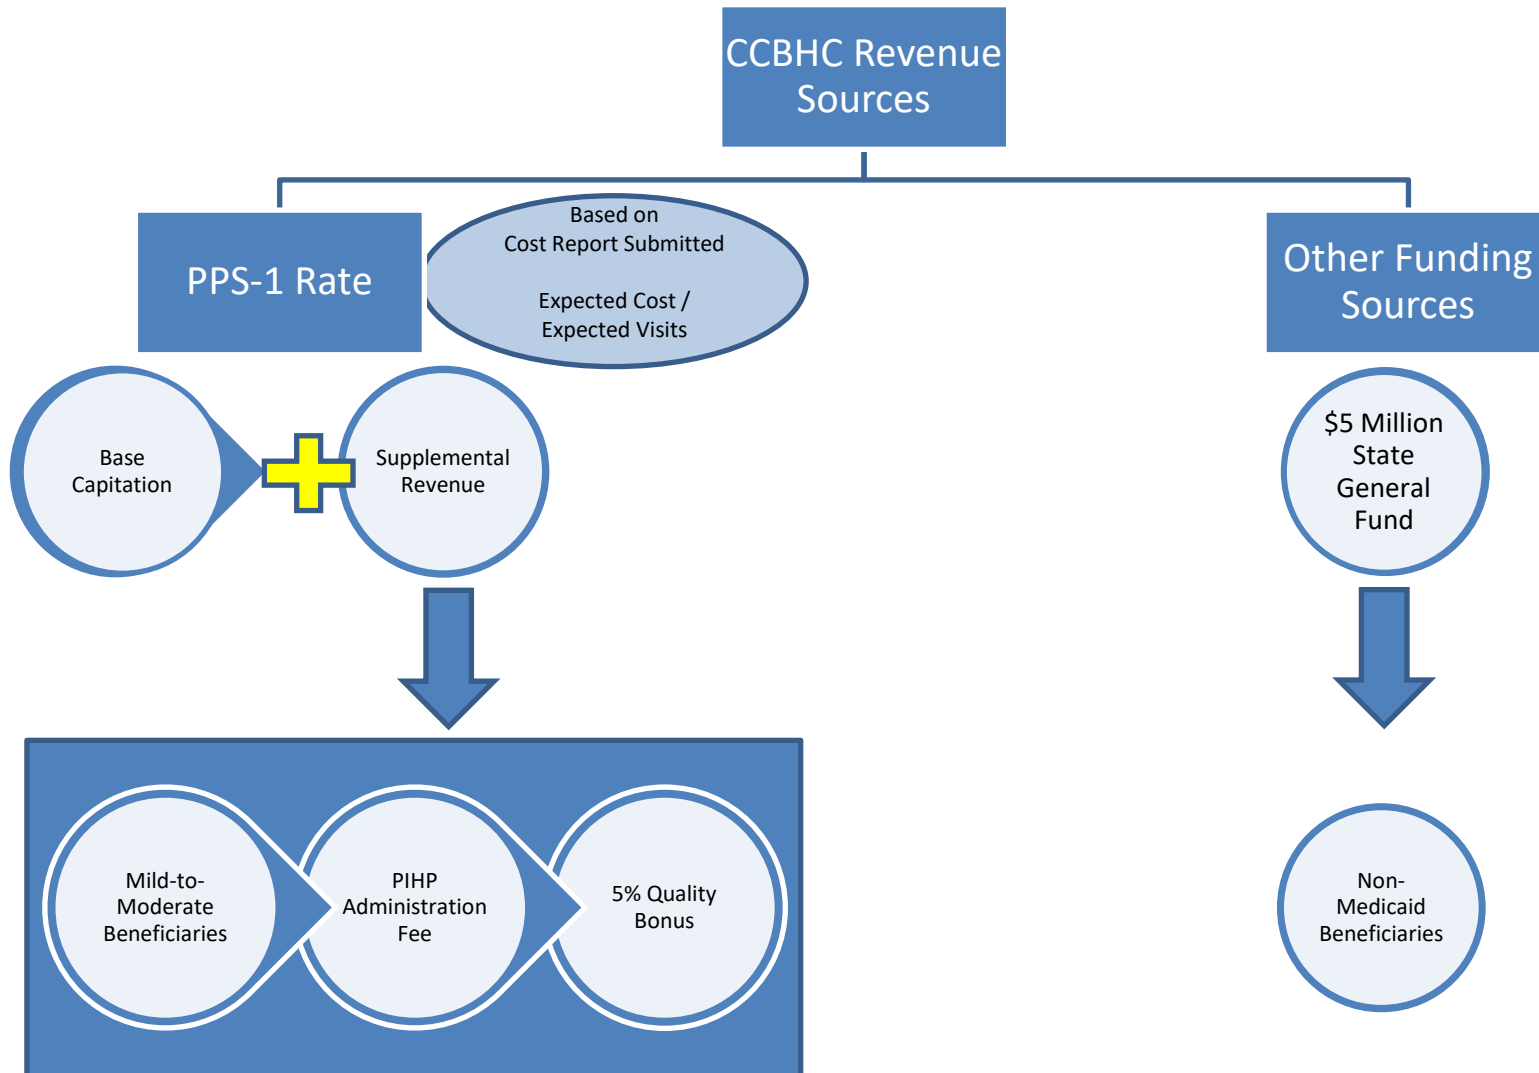 CCBHC Revenue
Sources
PPS-1 Rate
Based on
Cost Report Submitted
Expected Cost /
Expected Visits
Other Funding
Sources
Base
Capitation
Supplemental
Revenue
$5 Million
State
General
Fund
Mild-to-
Moderate
Beneficiaries
PIHP
Administration
Fee
5% Quality
Bonus
Non-
Medicaid
Beneficiaries